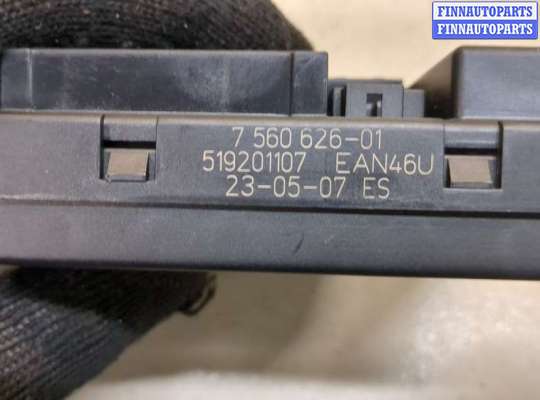 FINNAUTOPARTS
FINNAUTOPARTS
7 560 626-01
519201107 EAN46U
23-05-07 ES